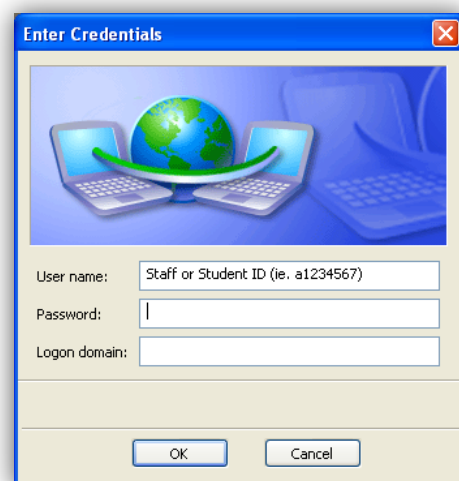 Enter Credentials
User name: Staff or Student ID (ie. a1234567)
Password:
Logon domain:
OK Cancel